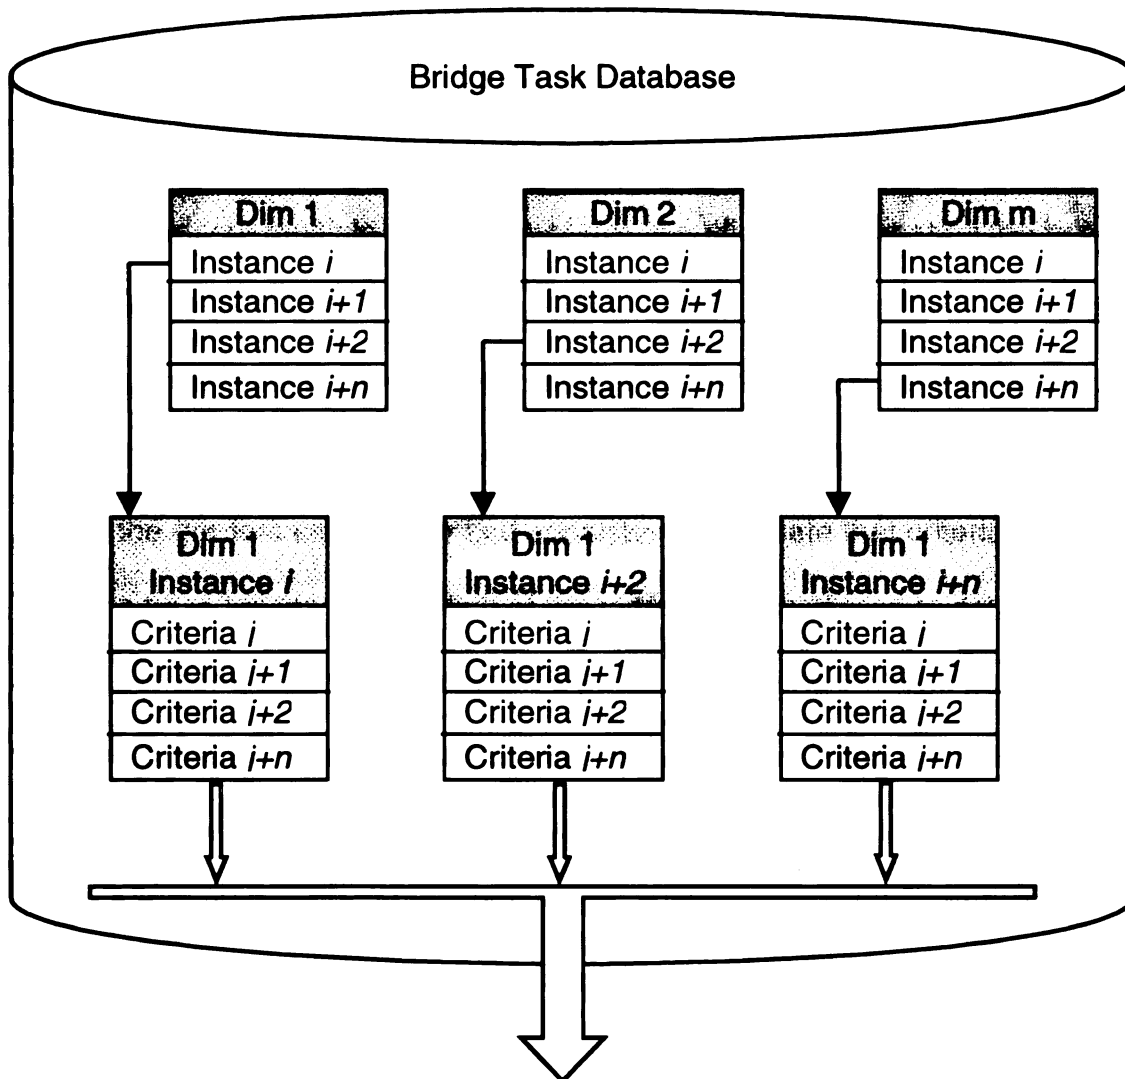 Bridge Task Database
Dim 1
Instance i
Instance i+1
Instance i+2
Instance i+n
Dim 2
Instance i
Instance i+1
Instance i+2
Instance i+n
Dim m
Instance i
Instance i+1
Instance i+2
Instance i+n
Dim 1
Instance i
Criteria i
Criteria i+1
Criteria i+2
Criteria i+n
Dim 1
Instance i+2
Criteria i
Criteria i+1
Criteria i+2
Criteria i+n
Dim 1
Instance i+n
Criteria i
Criteria i+1
Criteria i+2
Criteria i+n